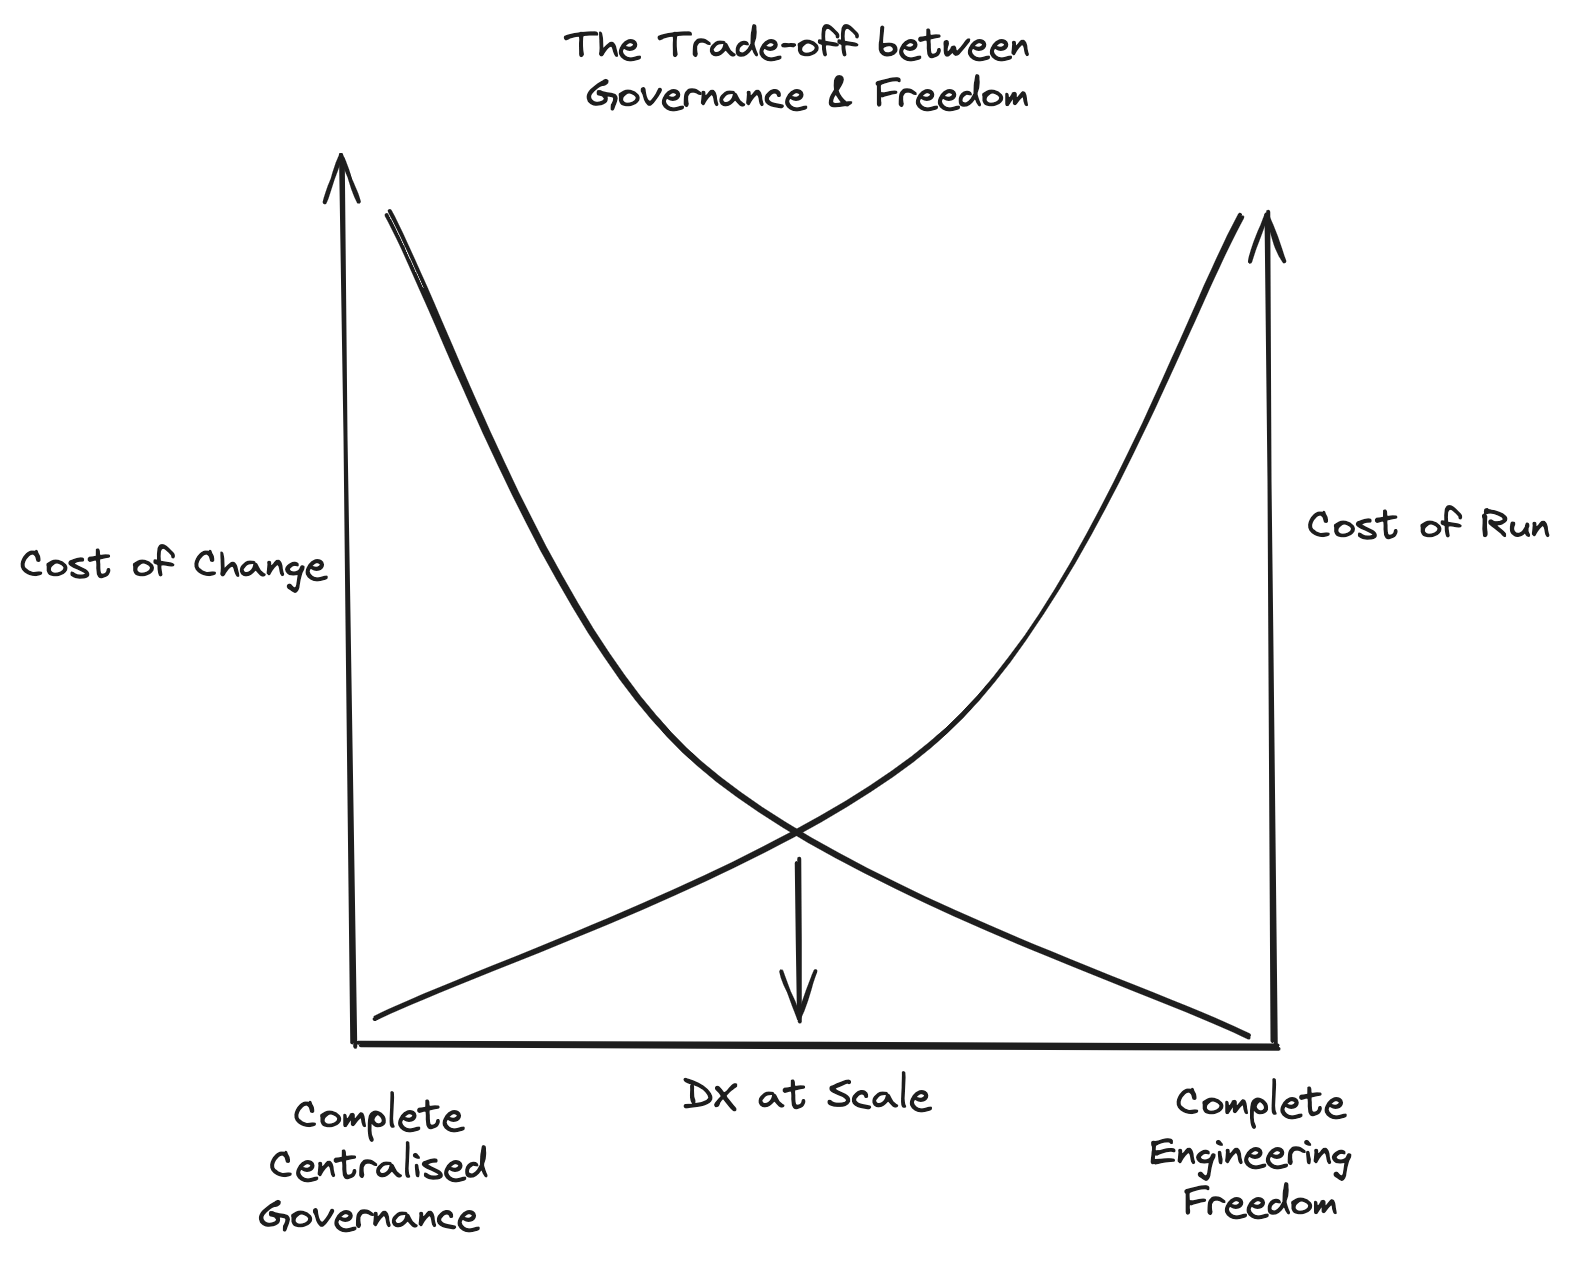 The Trade-off between
Governance & Freedom
Cost of Change
Cost of Run
DX at Scale
Complete
Centralised
Governance
Complete
Engineering
Freedom